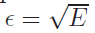 ϵ = √E